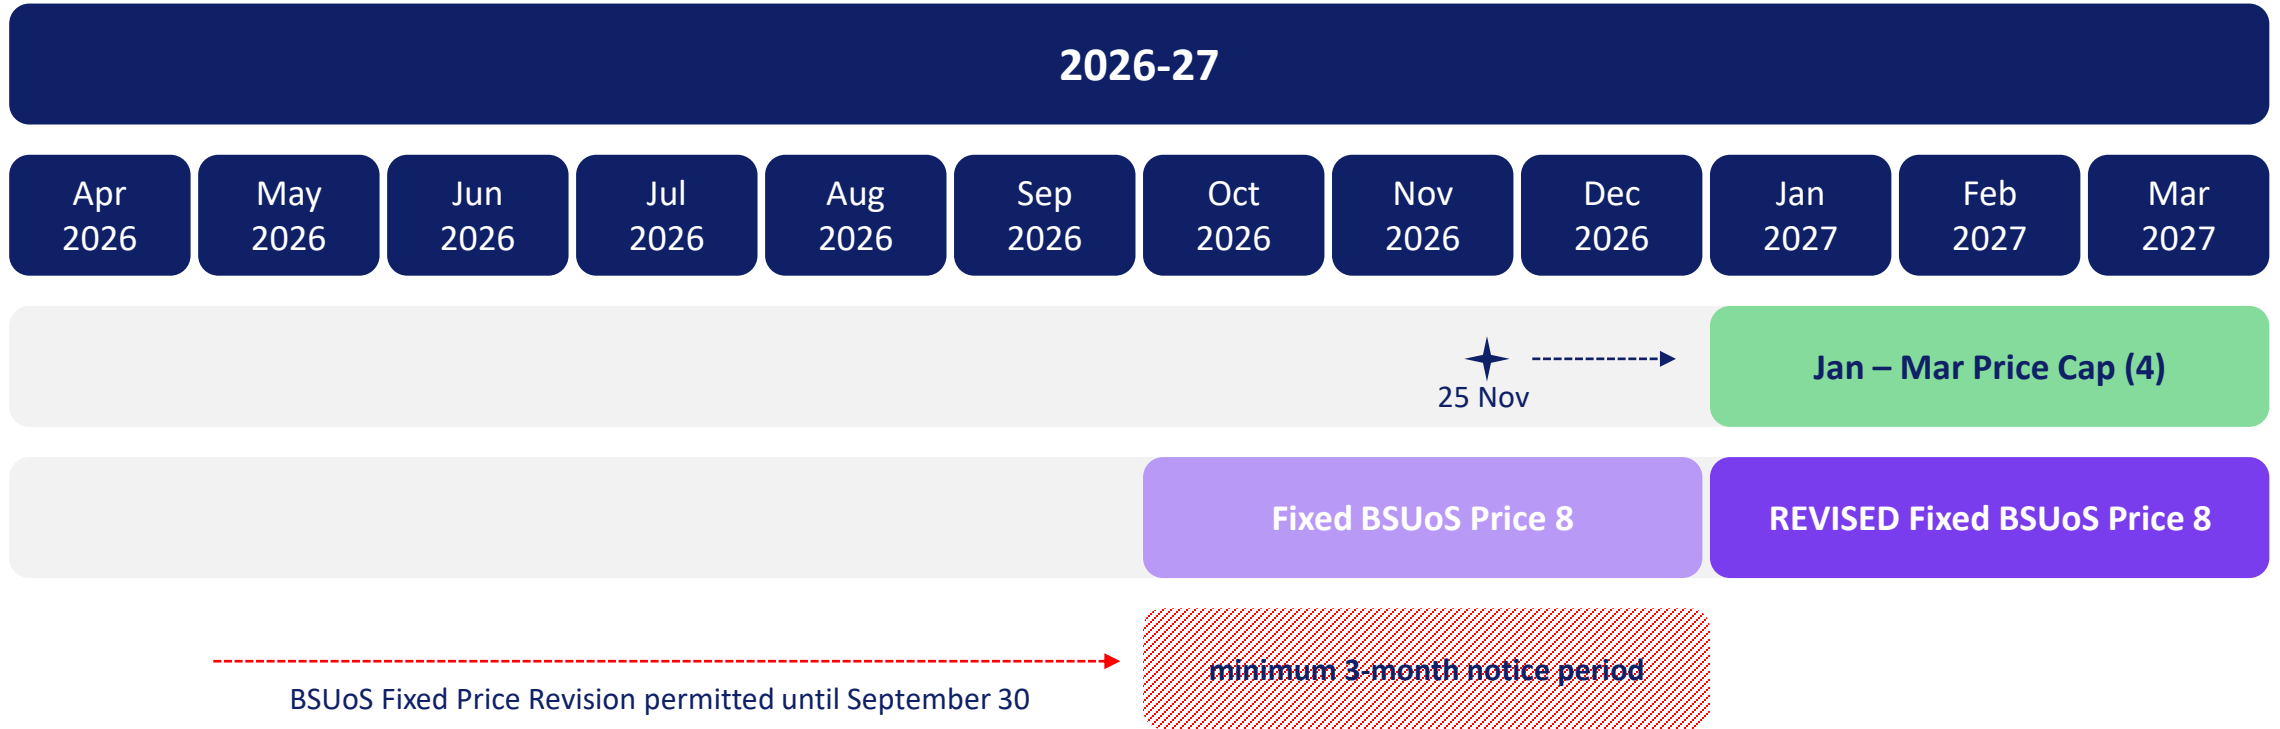 2026-27
Apr
2026
May
2026
Jun
2026
Jul
2026
Aug
2026
Sep
2026
Oct
2026
Nov
2026
Dec
2026
Jan
2027
Feb
2027
Mar
2027
25 Nov
Jan – Mar Price Cap (4)
Fixed BSUoS Price 8
REVISED Fixed BSUoS Price 8
BSUoS Fixed Price Revision permitted until September 30
minimum 3-month notice period